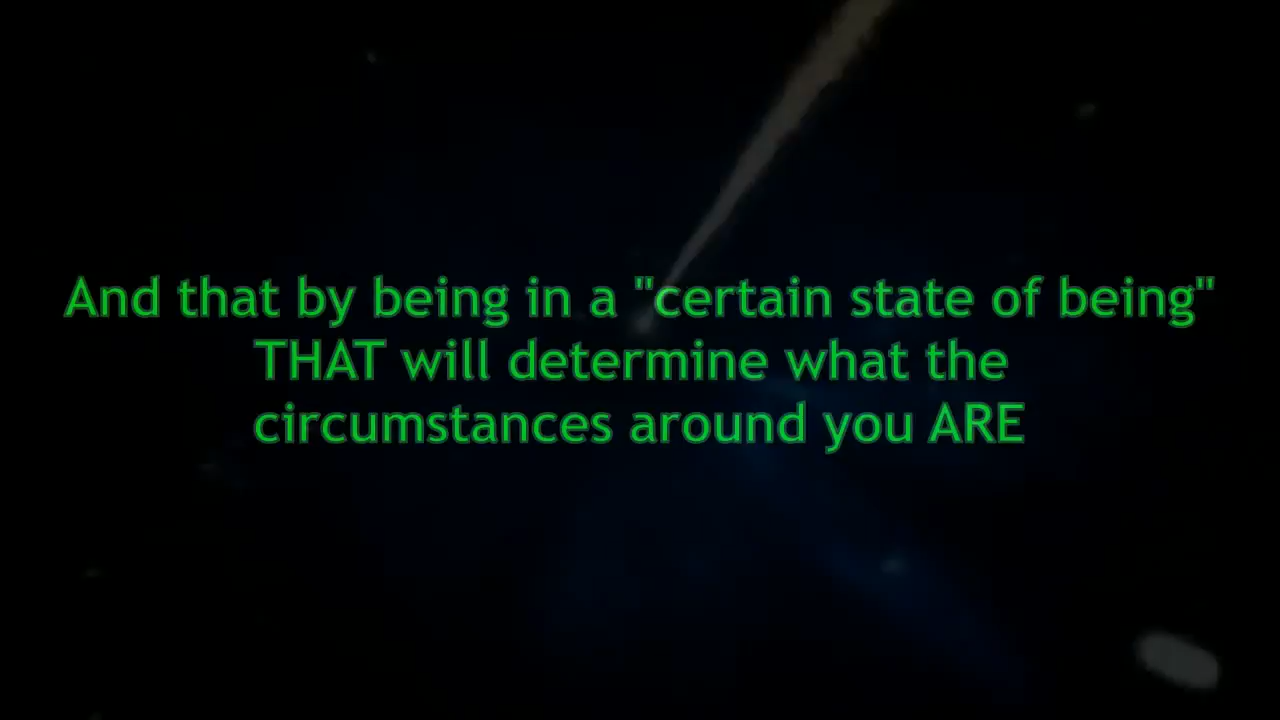 And that by being in a "certain state of being"
THAT will determine what the
circumstances around you ARE